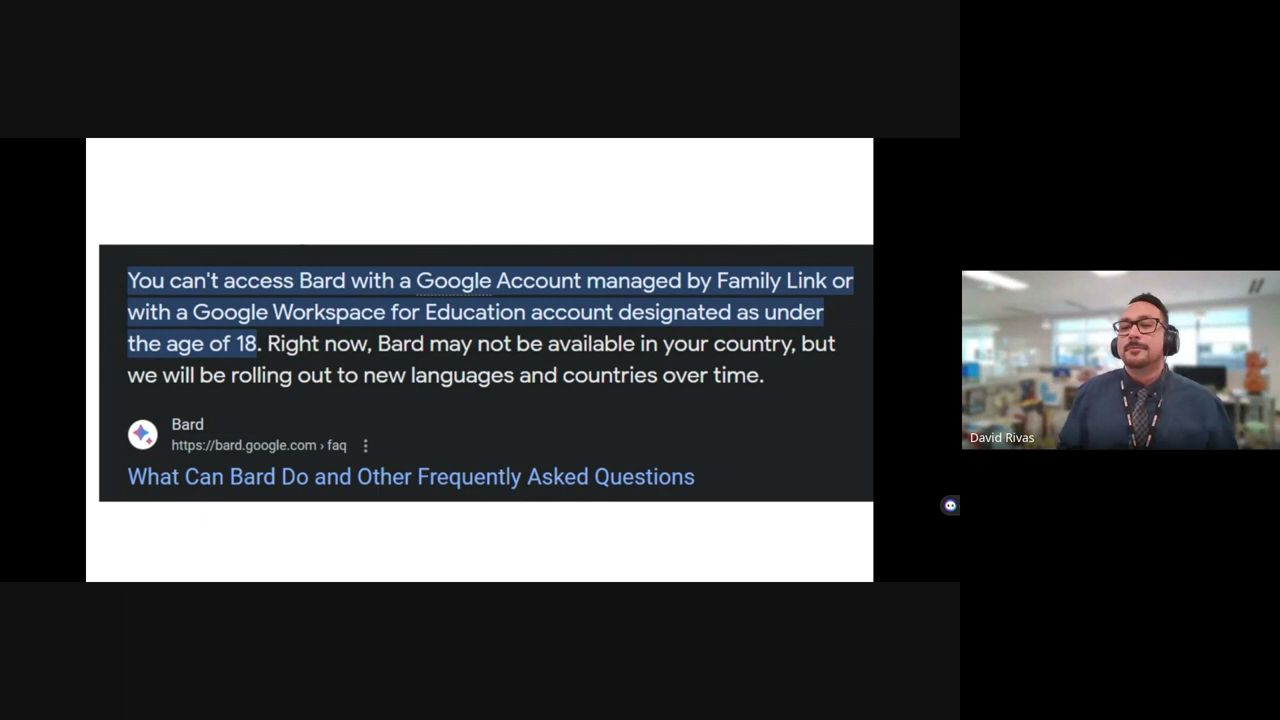 You can't access Bard with a Google Account managed by Family Link or
with a Google Workspace for Education account designated as under
the age of 18. Right now, Bard may not be available in your country, but
we will be rolling out to new languages and countries over time.
Bard
https://bard.google.com › faq
What Can Bard Do and Other Frequently Asked Questions
David Rivas